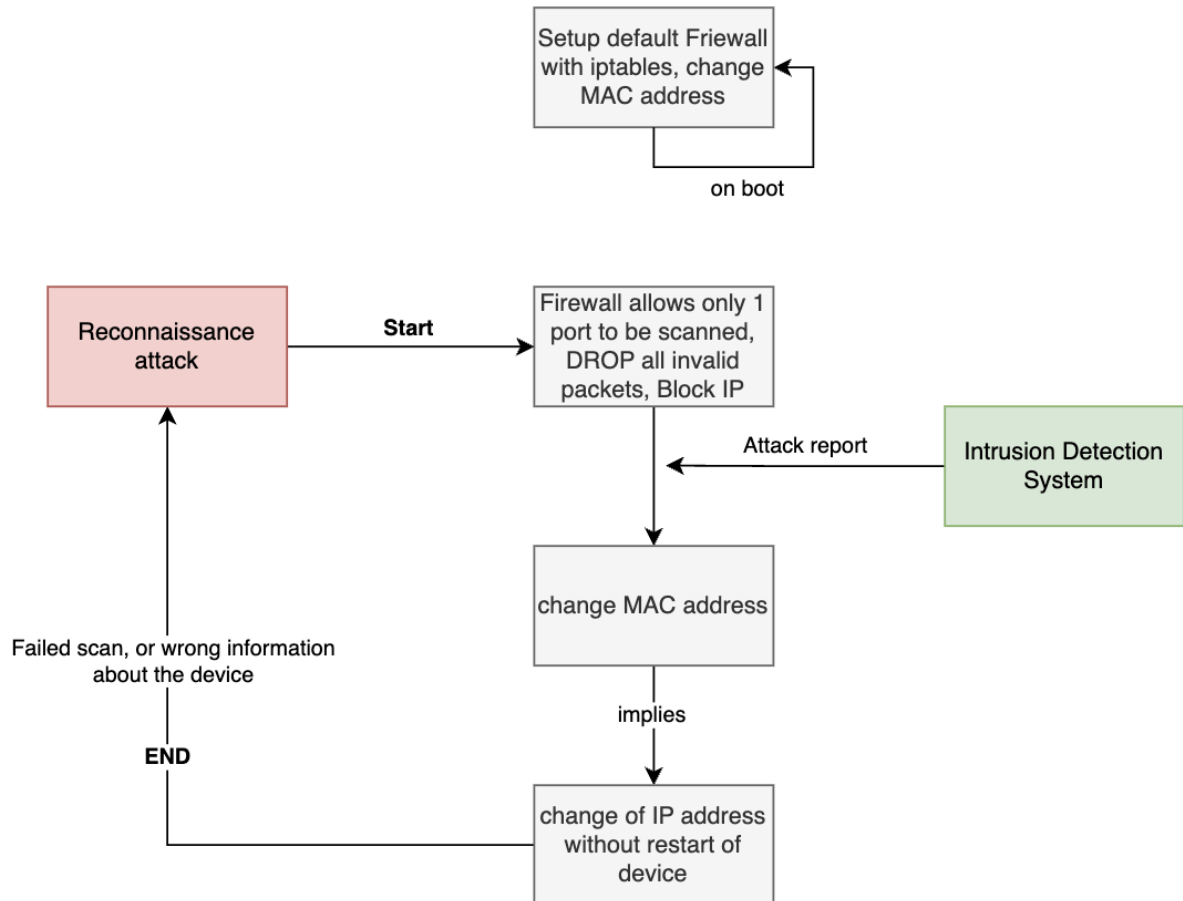 Setup default Friewall
with iptables, change
MAC address
on boot
Reconnaissance
attack
Start
Firewall allows only 1
port to be scanned,
DROP all invalid
packets, Block IP
Attack report
Intrusion Detection
System
change MAC address
implies
change of IP address
without restart of
device
Failed scan, or wrong information
about the device
END